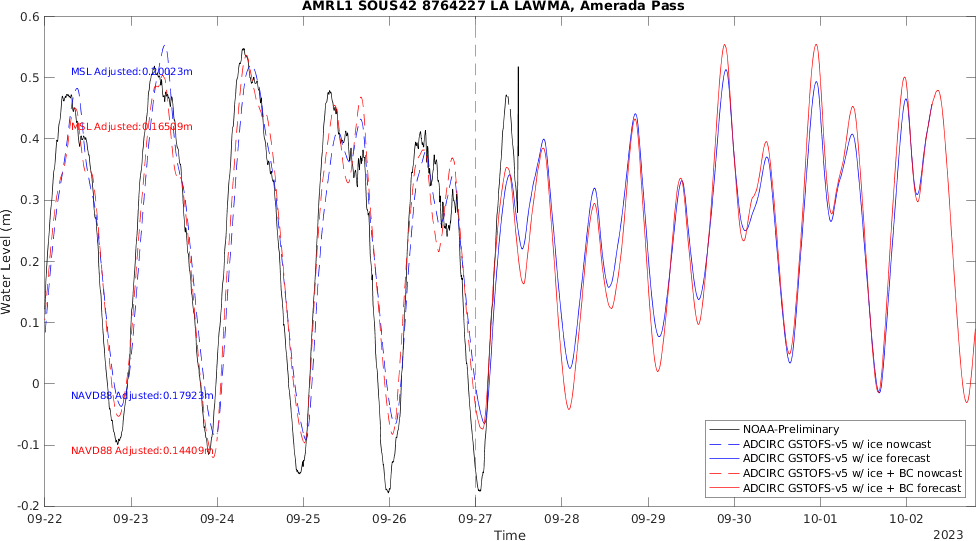 AMRL1 SOUS42 8764227 LA LAWMA, Amerada Pass
0.6
0.5
0.4
0.3
0.2
0.1
0
-0.1
-0.2
Water Level (m)
MSL Adjusted:0.20023m
MSL Adjusted:0.16509m
NAVD88 Adjusted:0.17923m
NAVD88 Adjusted:0.14409m
NOAA-Preliminary
ADCIRC GSTOFS-v5 w/ ice nowcast
ADCIRC GSTOFS-v5 w/ ice forecast
ADCIRC GSTOFS-v5 w/ ice + BC nowcast
ADCIRC GSTOFS-v5 w/ ice + BC forecast
09-22 09-23 09-24 09-25 09-26 09-27 09-28 09-29 09-30 10-01 10-02
Time
2023